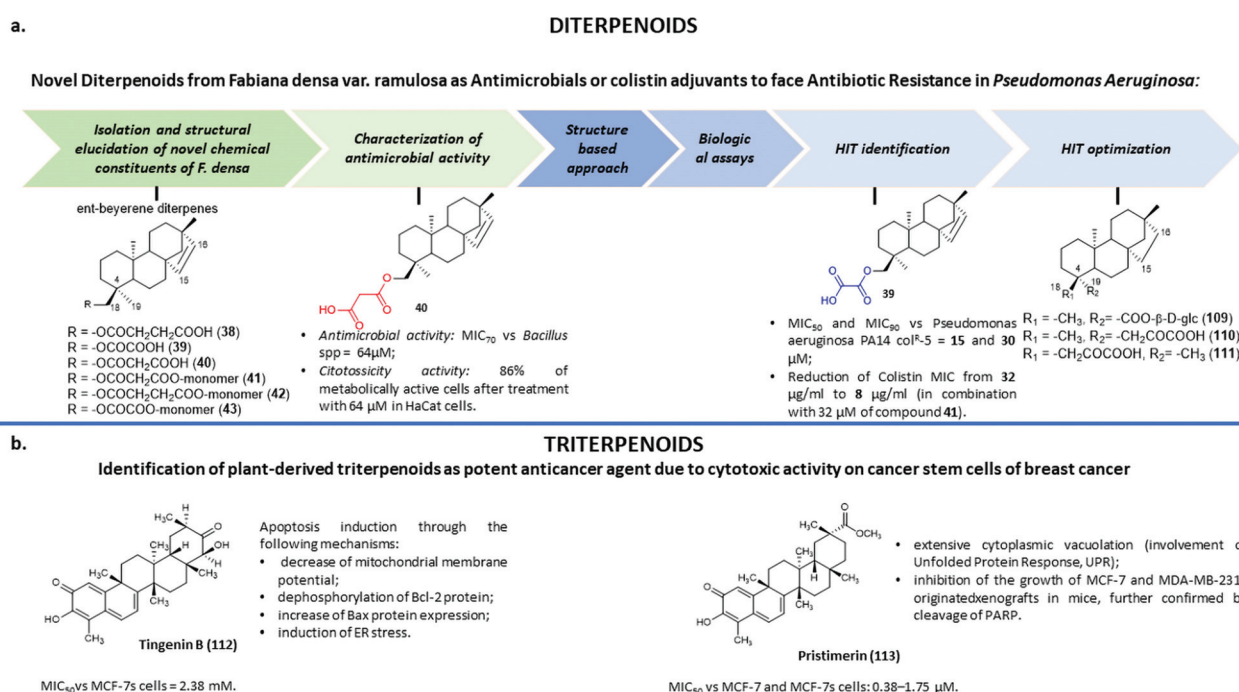 a.
DITERPENOIDS
Novel Diterpenoids from Fabiana densa var. ramulosa as Antimicrobials or colistin adjuvants to face Antibiotic Resistance in Pseudomonas Aeruginosa:
Isolation and structural
elucidation of novel chemical
constituents of F. densa
Characterization of
antimicrobial activity
Structure
based
approach
Biologic
al assays
HIT identification
HIT optimization
ent-beyerene diterpenes
16
15
4
R
18
19
R = -OCOCH2CH2COOH (38)
R = -OCOCOOH (39)
R = -OCOCH2COOH (40)
R = -OCOCH2COO-monomer (41)
R = -OCOCH2CH2COO-monomer (42)
R = -OCOCOO-monomer (43)
O
HO
O
O
40
• Antimicrobial activity: MIC70 vs Bacillus
spp = 64μM;
• Citotossicity activity: 86% of
metabolically active cells after treatment
with 64 μM in HaCat cells.
O
O
HO
O
39
• MIC50 and MIC90 vs Pseudomonas
aeruginosa PA14 colR-5 = 15 and 30
μM;
• Reduction of Colistin MIC from 32
μg/ml to 8 μg/ml (in combination
with 32 μM of compound 41).
16
15
4
18
19
R1
R2
R1 = -CH3, R2= -COO-β-D-glc (109)
R1 = -CH3, R2= -CH2COCOOH (110)
R1 = -CH2COCOOH, R2= -CH3 (111)
b.
TRITERPENOIDS
Identification of plant-derived triterpenoids as potent anticancer agent due to cytotoxic activity on cancer stem cells of breast cancer
H
H3C
O
CH3
H
OH
H
H3C
CH3
O
CH3
HO
CH3
Tingenin B (112)
MIC50vs MCF-7s cells = 2.38 mM.
Apoptosis induction through the
following mechanisms:
• decrease of mitochondrial membrane
potential;
• dephosphorylation of Bcl-2 protein;
• increase of Bax protein expression;
• induction of ER stress.
O
H3C
OCH3
CH3
H3C
H
CH3
O
CH3
HO
CH3
Pristimerin (113)
MIC50 vs MCF-7 and MCF-7s cells: 0.38–1.75 μM.
• extensive cytoplasmic vacuolation (involvement
Unfolded Protein Response, UPR);
• inhibition of the growth of MCF-7 and MDA-MB-231
originatedxenografts in mice, further confirmed
cleavage of PARP.